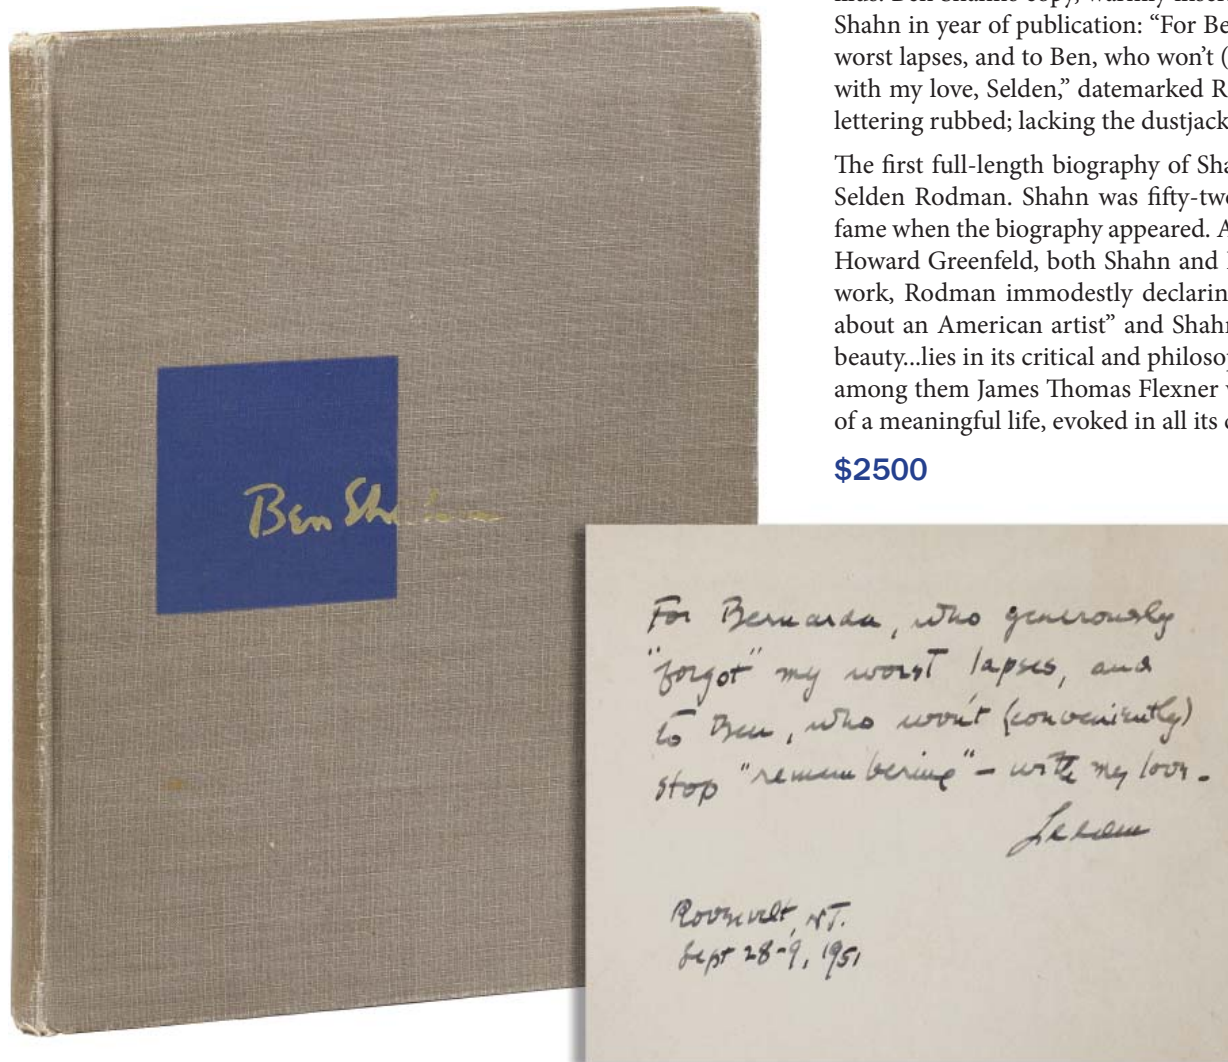 Ben Shahn's copy, warmly
Shahn in year of publication: “For Be
worst lapses, and to Ben, who won’t (
with my love, Selden,” datemarked R
lettering rubbed; lacking the dustjack
The first full-length biography of Sha
Selden Rodman. Shahn was fifty-two
fame when the biography appeared. A
Howard Greenfeld, both Shahn and
work, Rodman immodestly declarin
about an American artist” and Shahn
beauty...lies in its critical and philosop
among them James Thomas Flexner
of a meaningful life, evoked in all its
$2500
Ben Shahn
For Bernarda, who generously
"forgot" my worst lapses, and
to Ben, who won't (conveniently)
stop "remembering" – with my love –
Selden
Roosevelt, N.J.
Sept 28-9, 1951